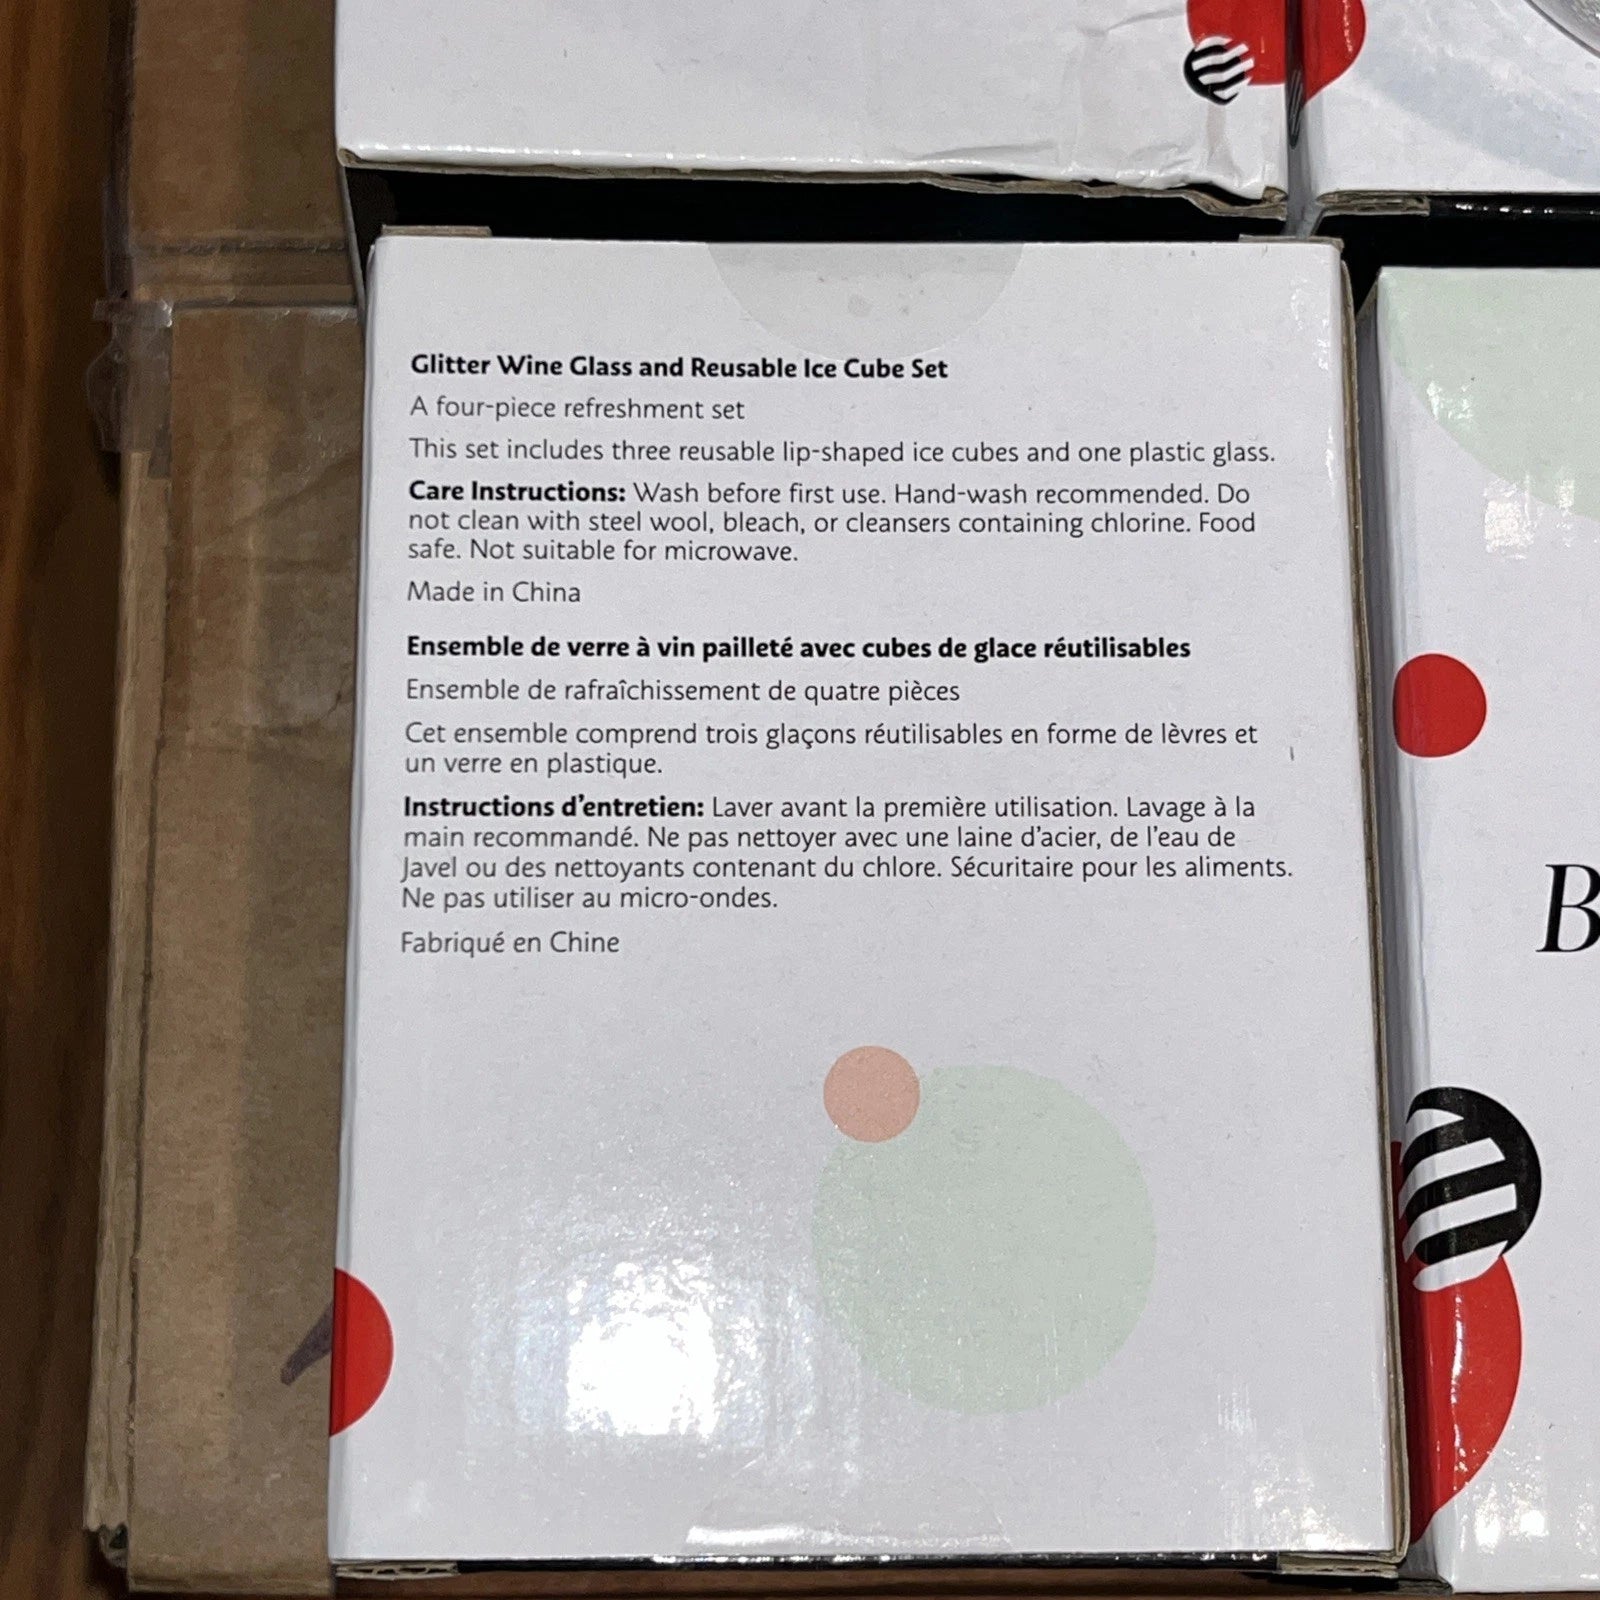 Glitter Wine Glass and Reusable Ice Cube Set
A four-piece refreshment set
This set includes three reusable lip-shaped ice cubes and one plastic glass.
Care Instructions: Wash before first use. Hand-wash recommended. Do
not clean with steel wool, bleach, or cleansers containing chlorine. Food
safe. Not suitable for microwave.
Made in China
Ensemble de verre à vin pailleté avec cubes de glace réutilisables
Ensemble de rafraîchissement de quatre pièces
Cet ensemble comprend trois glaçons réutilisables en forme de lèvres et
un verre en plastique.
Instructions d'entretien: Laver avant la première utilisation. Lavage à la
main recommandé. Ne pas nettoyer avec une laine d'acier, de l'eau de
Javel ou des nettoyants contenant du chlore. Sécuritaire pour les aliments.
Ne pas utiliser au micro-ondes.
Fabriqué en Chine
B